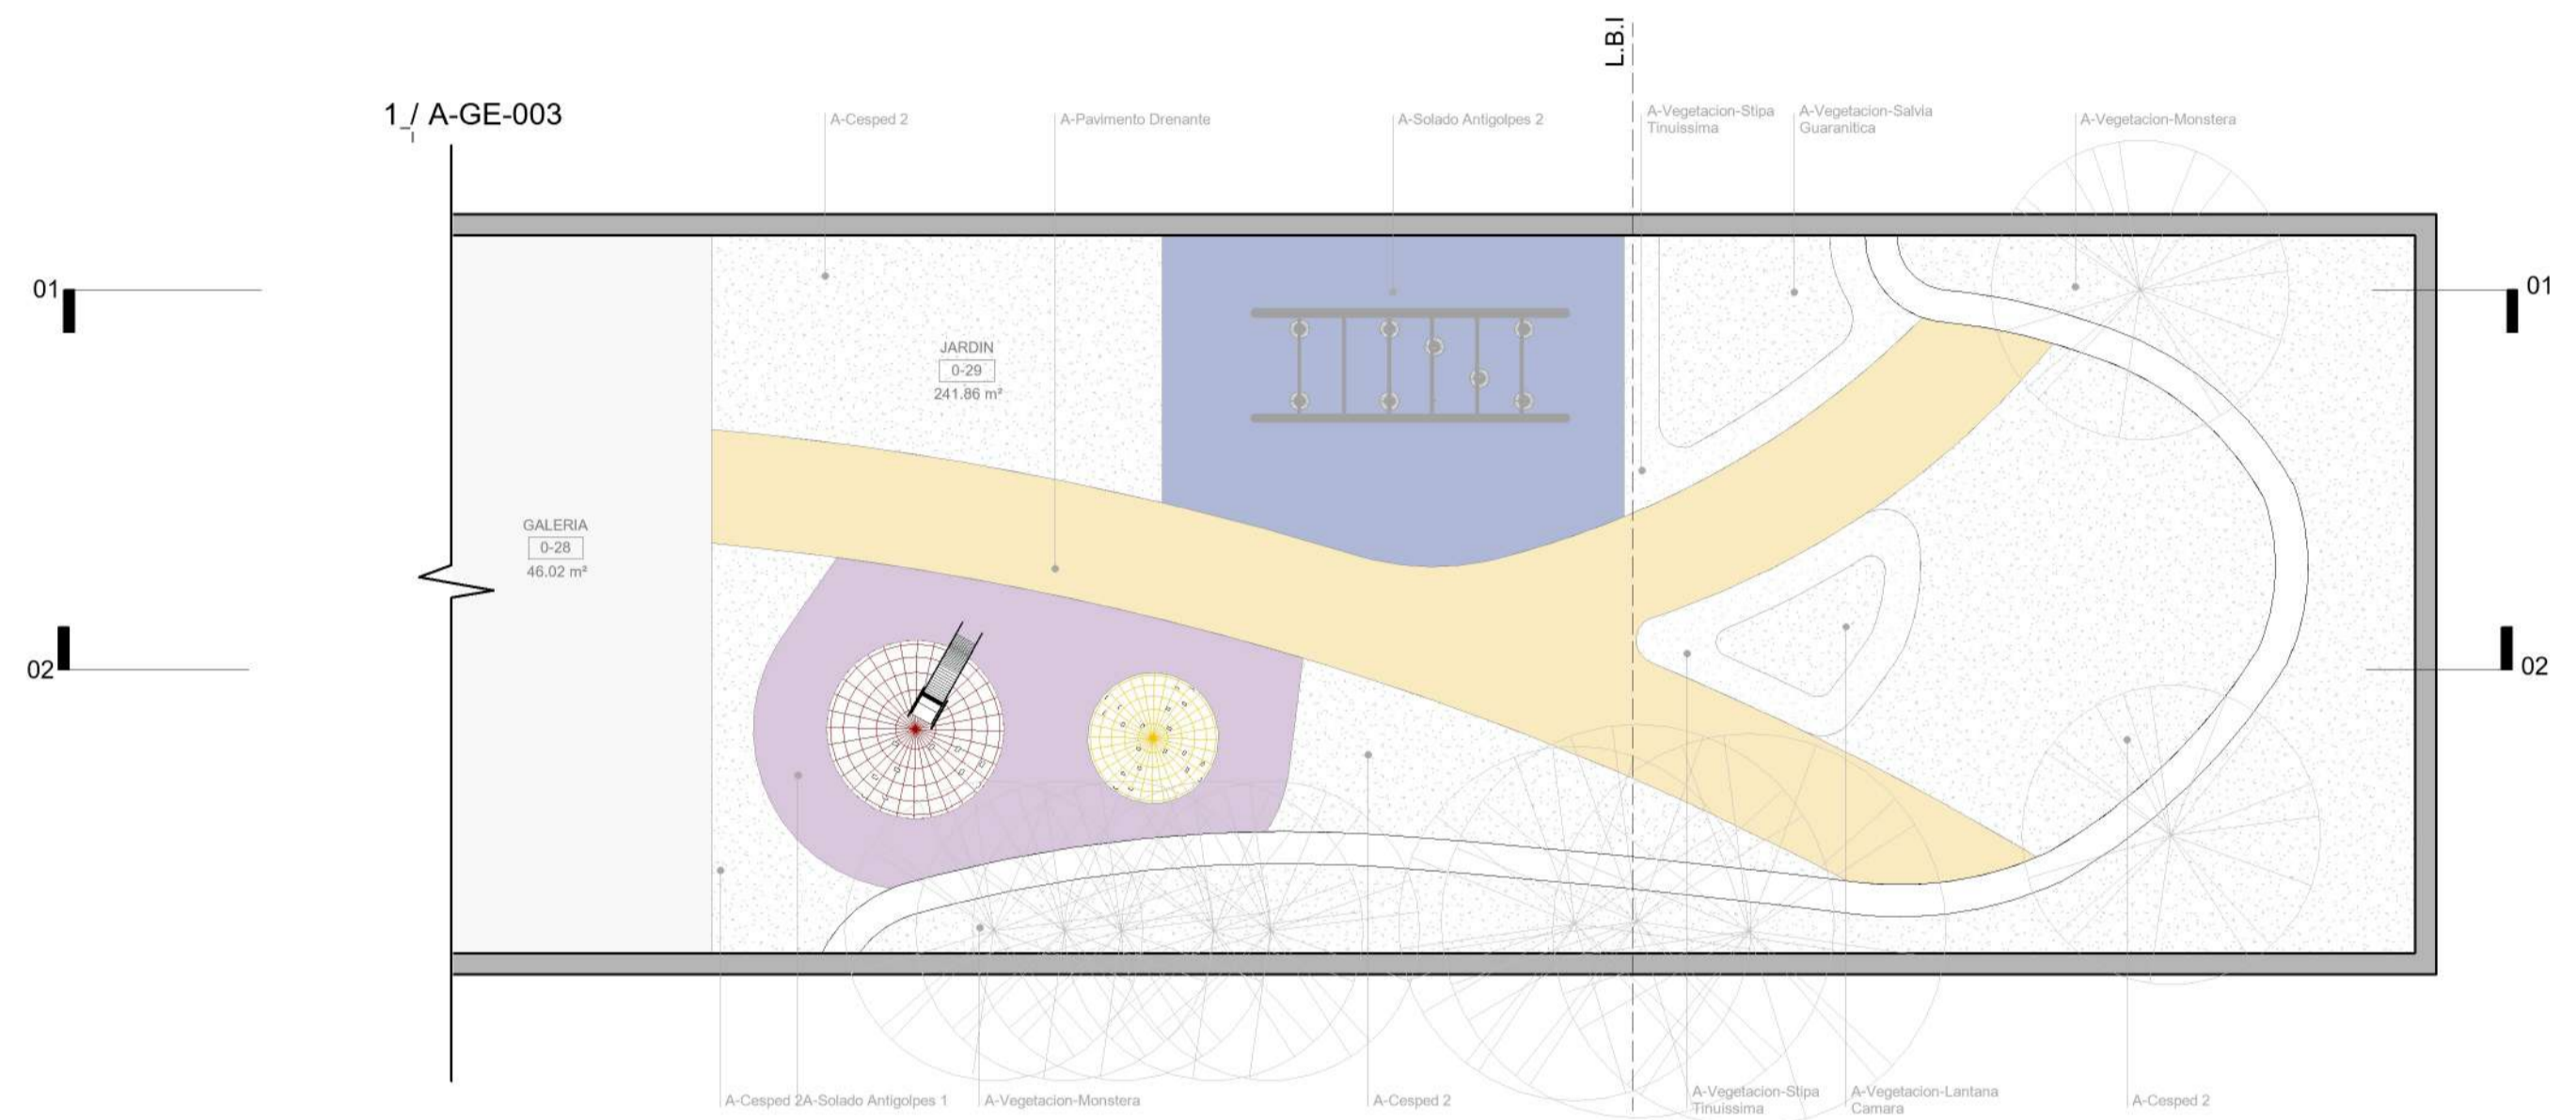 L.B.I
1_/ A-GE-003
A-Cesped 2
A-Pavimento Drenante
A-Solado Antigolpes 2
A-Vegetacion-Stipa
Tinuissima
A-Vegetacion-Salvia
Guaranitica
A-Vegetacion-Monstera
01
01
JARDIN
0-29
241.86 m²
GALERIA
0-28
46.02 m²
02
02
A-Cesped 2
A-Solado Antigolpes 1
A-Vegetacion-Monstera
A-Cesped 2
A-Vegetacion-Stipa
Tinuissima
A-Vegetacion-Lantana
Camara
A-Cesped 2